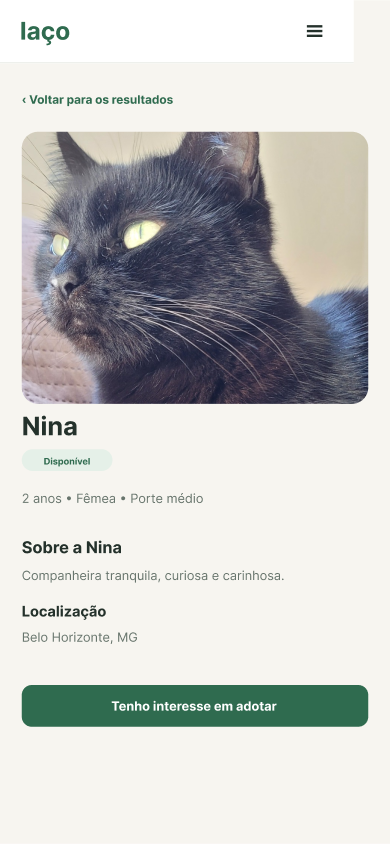 laço
‹ Voltar para os resultados
Nina
Disponível
2 anos • Fêmea • Porte médio
Sobre a Nina
Companheira tranquila, curiosa e carinhosa.
Localização
Belo Horizonte, MG
Tenho interesse em adotar